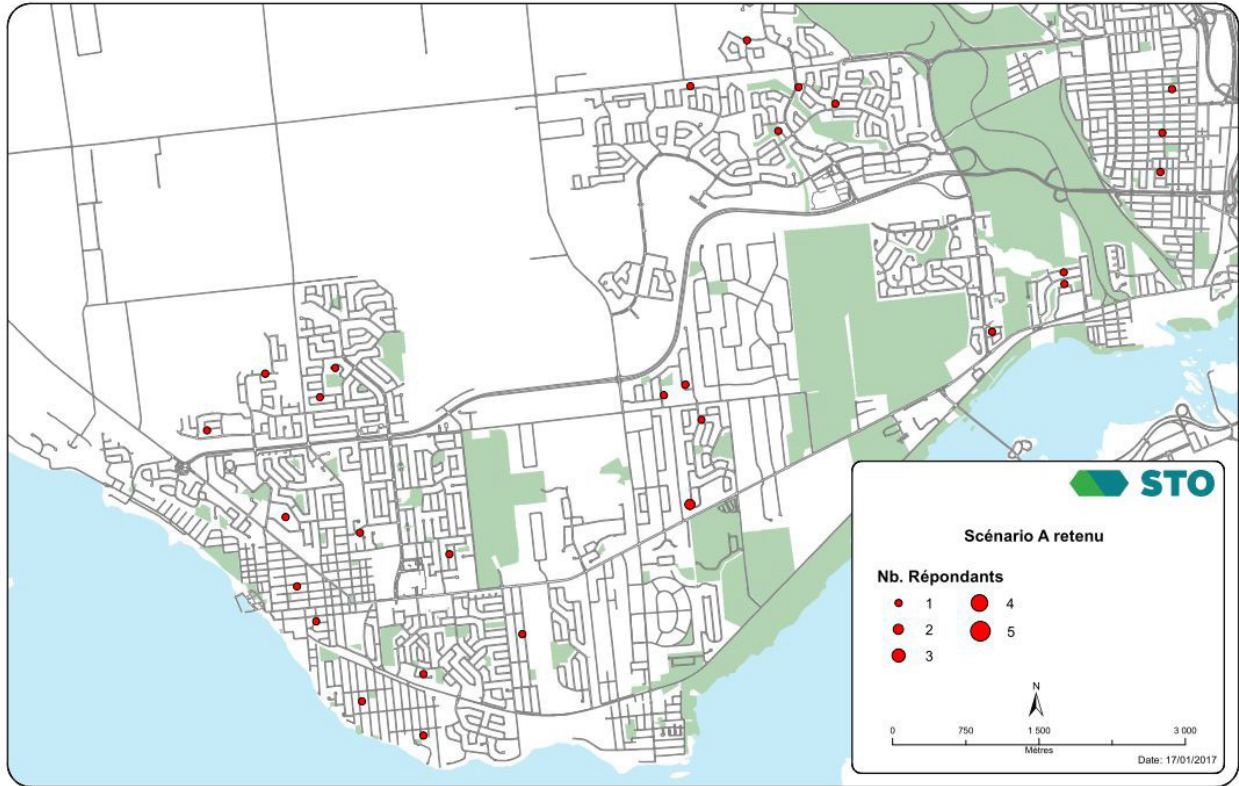 STO
Scénario A retenu
Nb. Répondants
1 4
2 5
3
N
0 750 1 500 3 000
Mètres
Date: 17/01/2017